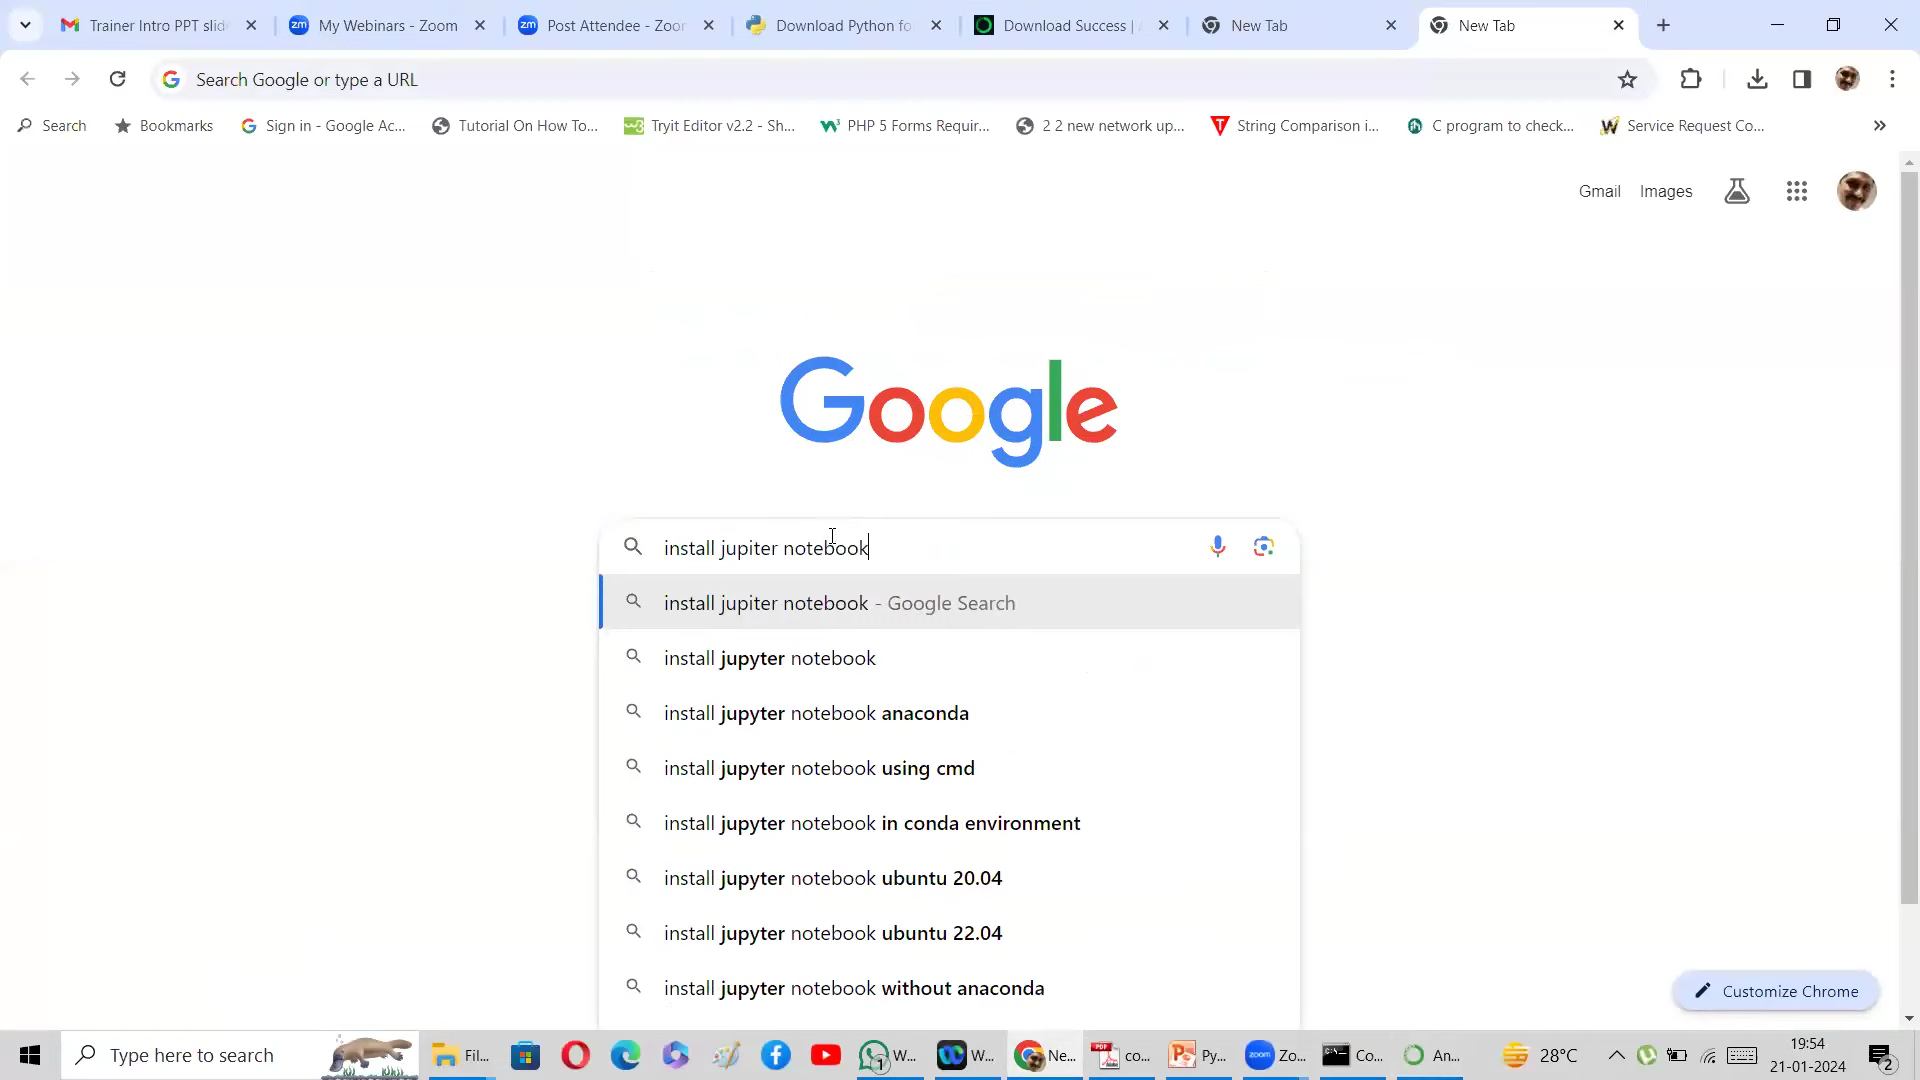 Trainer Intro PPT slid
My Webinars - Zoom
Post Attendee - Zoo
Download Python fo
Download Success |
New Tab
New Tab
Search Google or type a URL
Search
Bookmarks
Sign in - Google Ac...
Tutorial On How To...
Tryit Editor v2.2 - Sh...
PHP 5 Forms Requir...
2 2 new network up...
String Comparison i...
C program to check...
Service Request Co...
Gmail Images
Google
install jupiter notebook
install jupiter notebook - Google Search
install jupyter notebook
install jupyter notebook anaconda
install jupyter notebook using cmd
install jupyter notebook in conda environment
install jupyter notebook ubuntu 20.04
install jupyter notebook ubuntu 22.04
install jupyter notebook without anaconda
Customize Chrome
Type here to search
Fil...
W...
W...
Ne...
co...
Py...
Zo...
Co...
An...
28°C
19:54
21-01-2024
2